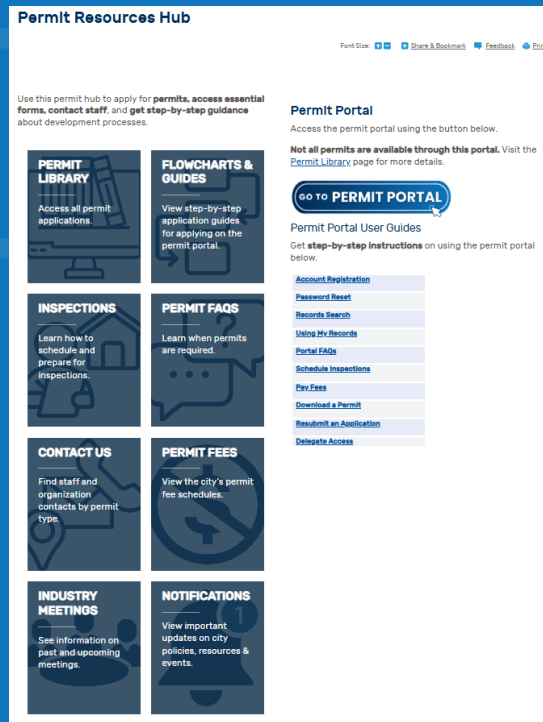 Permit Resources Hub
Font Size: + - Share & Bookmark Feedback Print
Use this permit hub to apply for permits, access essential
forms, contact staff, and get step-by-step guidance
about development processes.
PERMIT
LIBRARY
Access all permit
applications.
FLOWCHARTS &
GUIDES
View step-by-step
application guides
for applying on the
permit portal.
INSPECTIONS
Learn how to
schedule and
prepare for
inspections.
PERMIT FAQS
Learn when permits
are required.
CONTACT US
Find staff and
organization
contacts by permit
type.
PERMIT FEES
View the city's permit
fee schedules.
INDUSTRY
MEETINGS
See information on
past and upcoming
meetings.
NOTIFICATIONS
1
View important
updates on city
policies, resources &
events.
Permit Portal
Access the permit portal using the button below.
Not all permits are available through this portal. Visit the
Permit Library page for more details.
GO TO PERMIT PORTAL
Permit Portal User Guides
Get step-by-step instructions on using the permit portal
below.
Account Registration
Password Reset
Records Search
Using My Records
Portal FAQs
Schedule Inspections
Pay Fees
Download a Permit
Resubmit an Application
Delegate Access